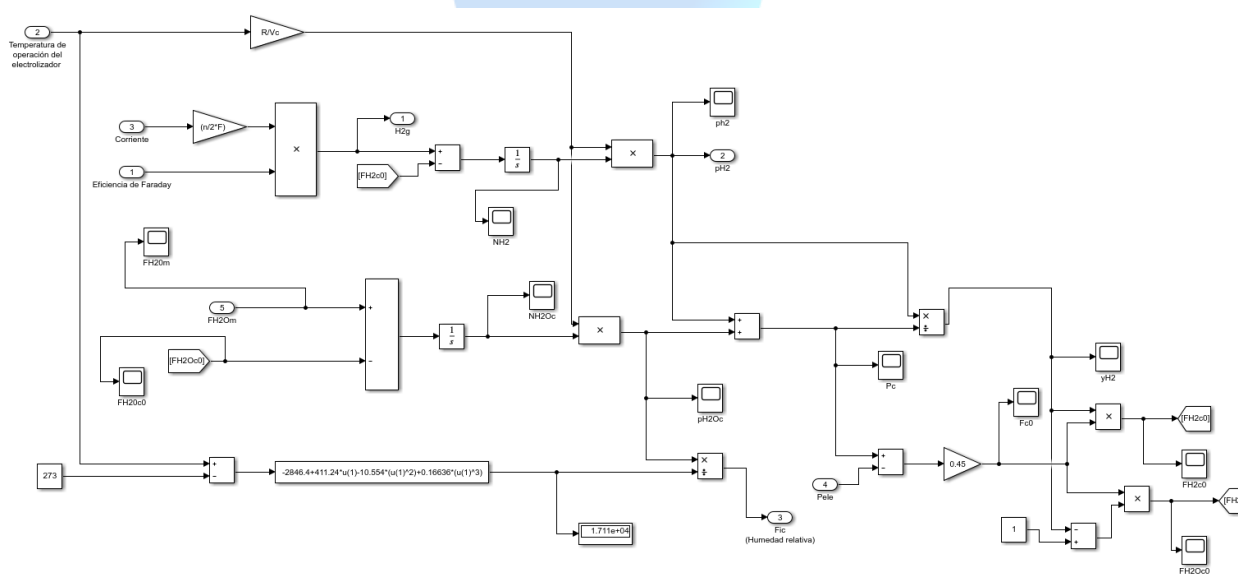 2
Temperatura de
operación del
electrolizador
R/Vc
3
Corriente
(n/2*F)
×
1
H2g
1
Eficiencia de Faraday
[FH2c0]
+
−
1
s
×
ph2
2
pH2
NH2
FH20m
5
FH2Om
+
−
1
s
NH2Oc
×
[FH2Oc0]
FH20c0
+
+
×
÷
Pc
yH2
pH2Oc
Fc0
×
[FH2c0]
FH2c0
273
+
−
-2846.4+411.24*u(1)-10.554*(u(1)^2)+0.16636*(u(1)^3)
×
÷
4
Pele
+
−
0.45
×
[FH2
1
−
+
1.711e+04
3
Fic
(Humedad relativa)
FH2Oc0